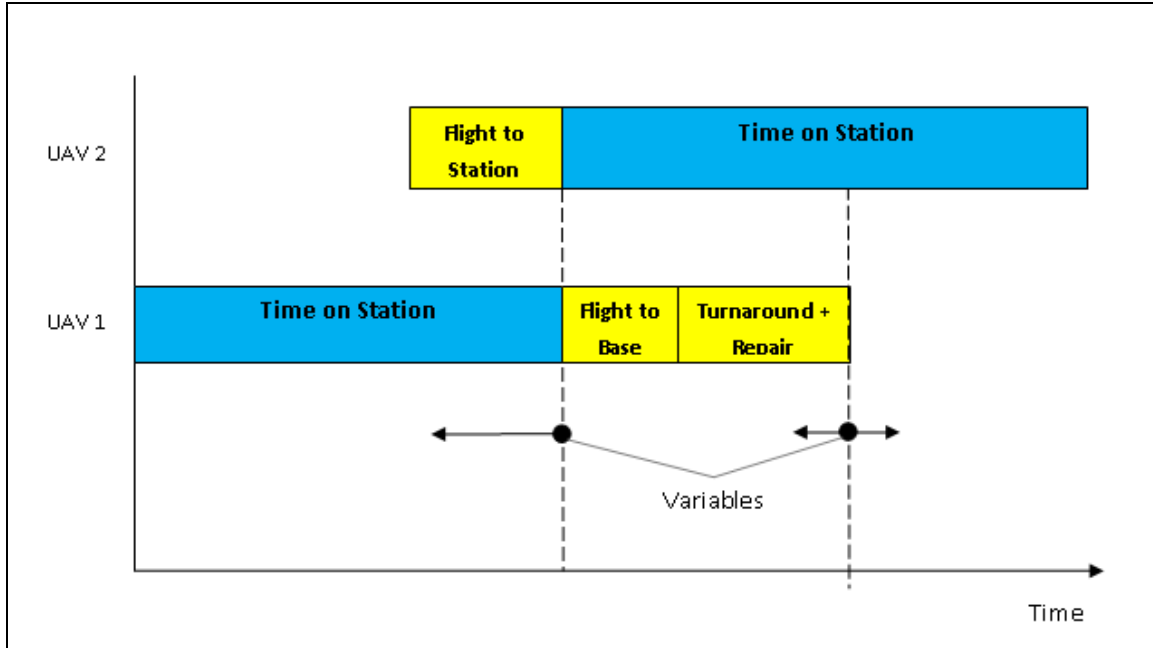 UAV 2
Flight to
Station
Time on Station
UAV 1
Time on Station
Flight to
Base
Turnaround +
Repair
Variables
Time